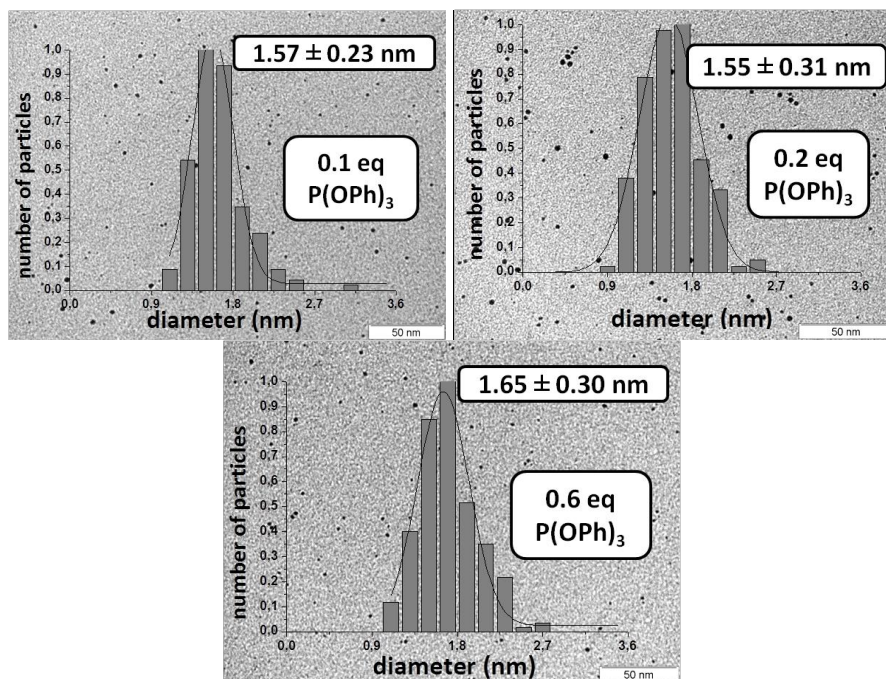 1,0
0,9
0,8
0,7
0,6
0,5
0,4
0,3
0,2
0,1
0,0
number of particles
1.57 ± 0.23 nm
0.1 eq
P(OPh)3
0,0 0,9 1,8 2,7 3,6
diameter (nm)
50 nm
1,0
0,9
0,8
0,7
0,6
0,5
0,4
0,3
0,2
0,1
0,0
number of particles
1.55 ± 0.31 nm
0.2 eq
P(OPh)3
0,0 0,9 1,8 2,7 3,6
diameter (nm)
50 nm
1,0
0,9
0,8
0,7
0,6
0,5
0,4
0,3
0,2
0,1
0,0
number of particles
1.65 ± 0.30 nm
0.6 eq
P(OPh)3
0,0 0,9 1,8 2,7 3,6
diameter (nm)
50 nm